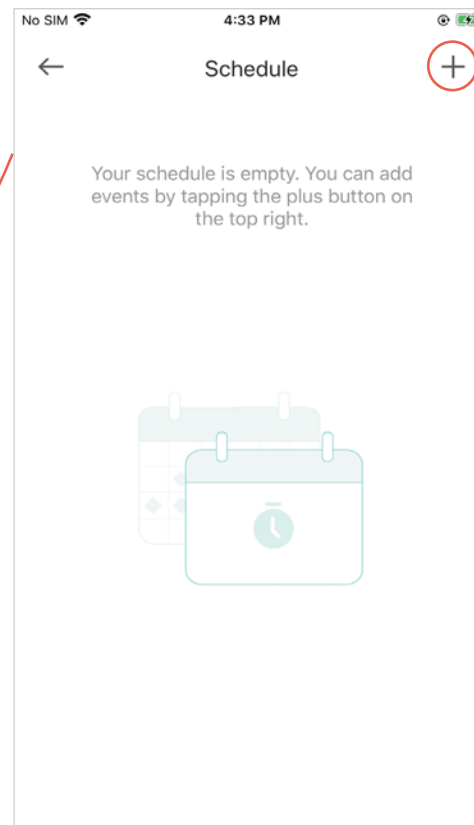 No SIM 4:33 PM
Schedule
Your schedule is empty. You can add
events by tapping the plus button on
the top right.